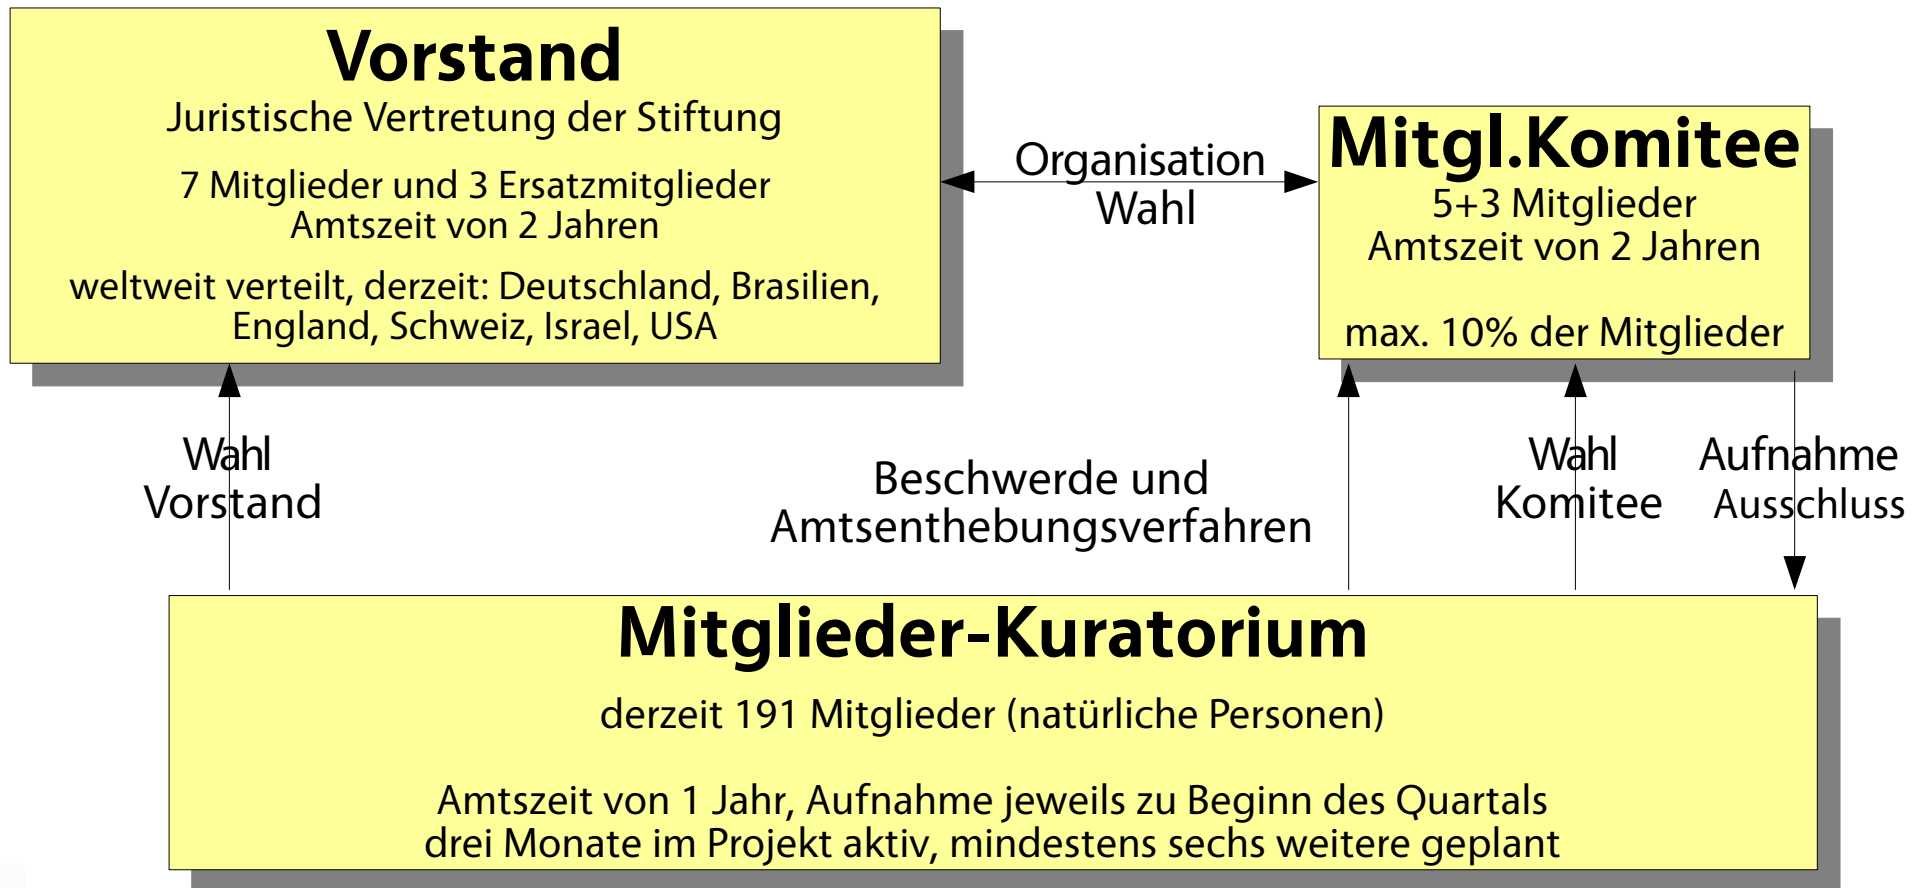 Vorstand
Juristische Vertretung der Stiftung
7 Mitglieder und 3 Ersatzmitglieder
Amtszeit von 2 Jahren
weltweit verteilt, derzeit: Deutschland, Brasilien,
England, Schweiz, Israel, USA
Organisation
Wahl
Mitgl.Komitee
5+3 Mitglieder
Amtszeit von 2 Jahren
max. 10% der Mitglieder
Wahl
Vorstand
Beschwerde und
Amtsenthebungsverfahren
Wahl
Komitee
Aufnahme
Ausschluss
Mitglieder-Kuratorium
derzeit 191 Mitglieder (natürliche Personen)
Amtszeit von 1 Jahr, Aufnahme jeweils zu Beginn des Quartals
drei Monate im Projekt aktiv, mindestens sechs weitere geplant